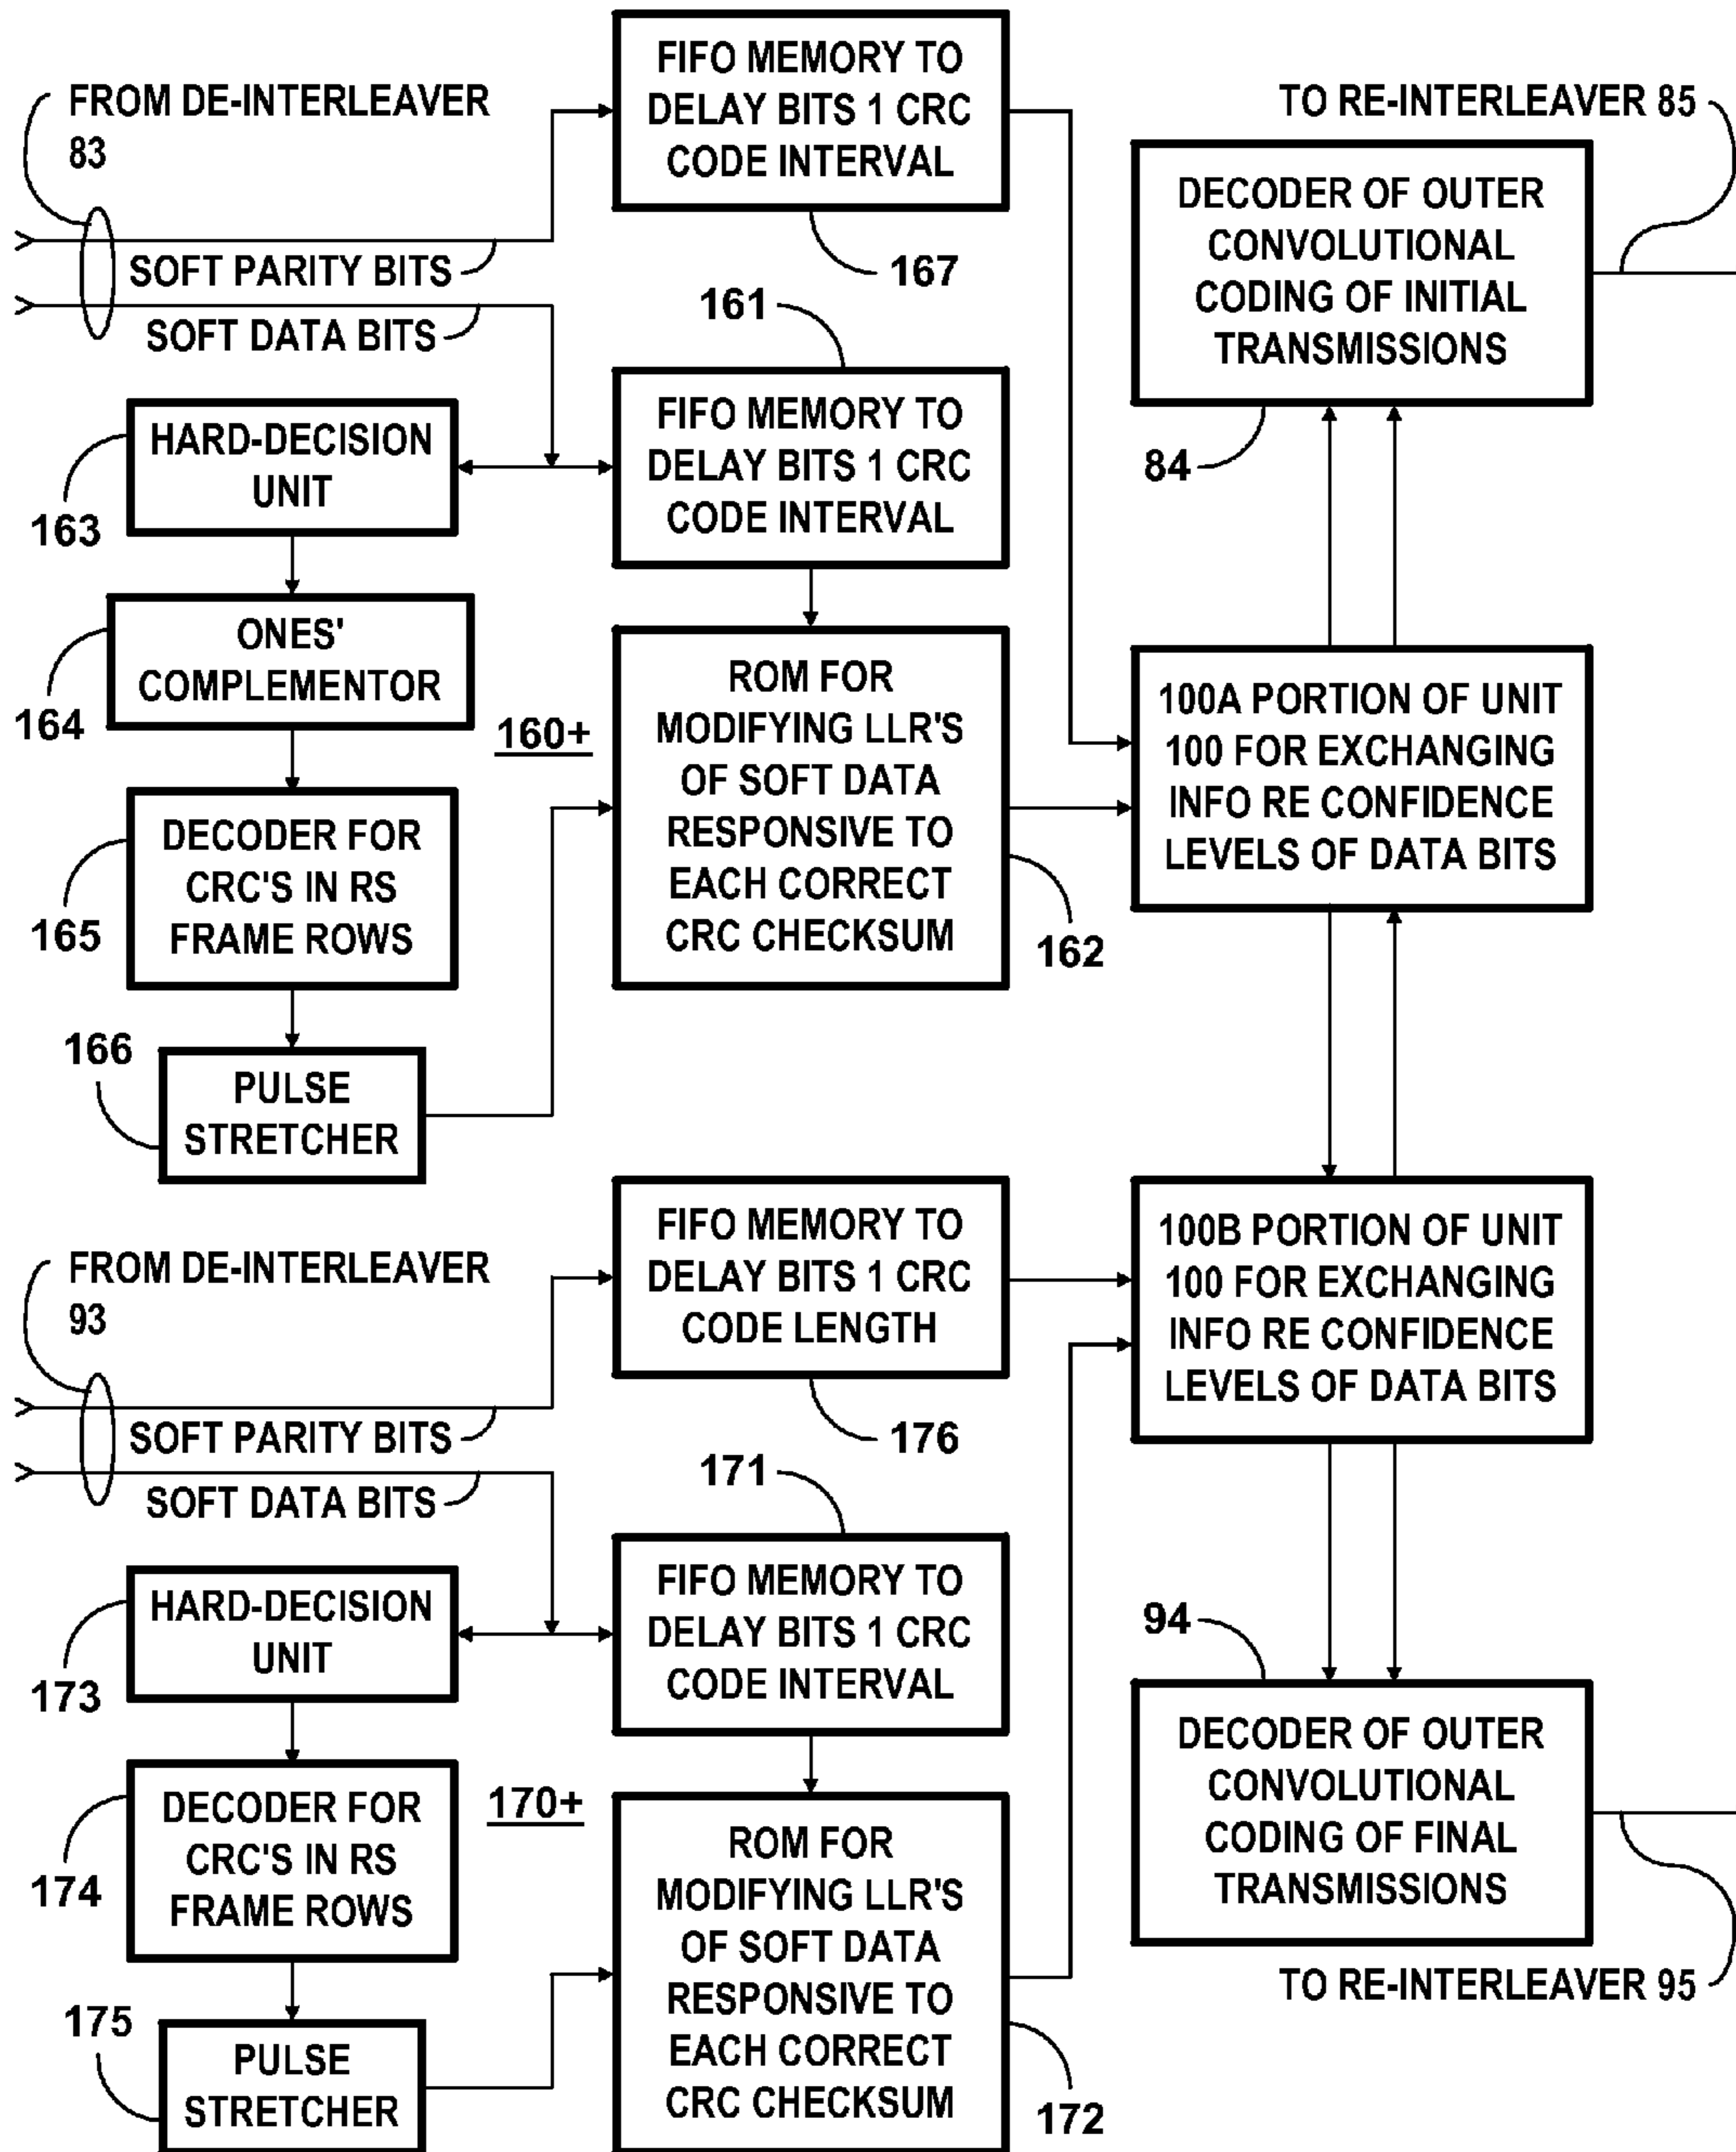 FROM DE-INTERLEAVER
83
SOFT PARITY BITS
SOFT DATA BITS
FIFO MEMORY TO
DELAY BITS 1 CRC
CODE INTERVAL
167
TO RE-INTERLEAVER 85
DECODER OF OUTER
CONVOLUTIONAL
CODING OF INITIAL
TRANSMISSIONS
84
161
FIFO MEMORY TO
DELAY BITS 1 CRC
CODE INTERVAL
HARD-DECISION
UNIT
163
ONES'
COMPLEMENTOR
164
160+
ROM FOR
MODIFYING LLR'S
OF SOFT DATA
RESPONSIVE TO
EACH CORRECT
CRC CHECKSUM
162
100A PORTION OF UNIT
100 FOR EXCHANGING
INFO RE CONFIDENCE
LEVELS OF DATA BITS
DECODER FOR
CRC'S IN RS
FRAME ROWS
165
166
PULSE
STRETCHER
FROM DE-INTERLEAVER
93
SOFT PARITY BITS
SOFT DATA BITS
FIFO MEMORY TO
DELAY BITS 1 CRC
CODE LENGTH
176
100B PORTION OF UNIT
100 FOR EXCHANGING
INFO RE CONFIDENCE
LEVELS OF DATA BITS
171
FIFO MEMORY TO
DELAY BITS 1 CRC
CODE INTERVAL
HARD-DECISION
UNIT
173
94
DECODER OF OUTER
CONVOLUTIONAL
CODING OF FINAL
TRANSMISSIONS
TO RE-INTERLEAVER 95
DECODER FOR
CRC'S IN RS
FRAME ROWS
174
170+
ROM FOR
MODIFYING LLR'S
OF SOFT DATA
RESPONSIVE TO
EACH CORRECT
CRC CHECKSUM
172
175
PULSE
STRETCHER